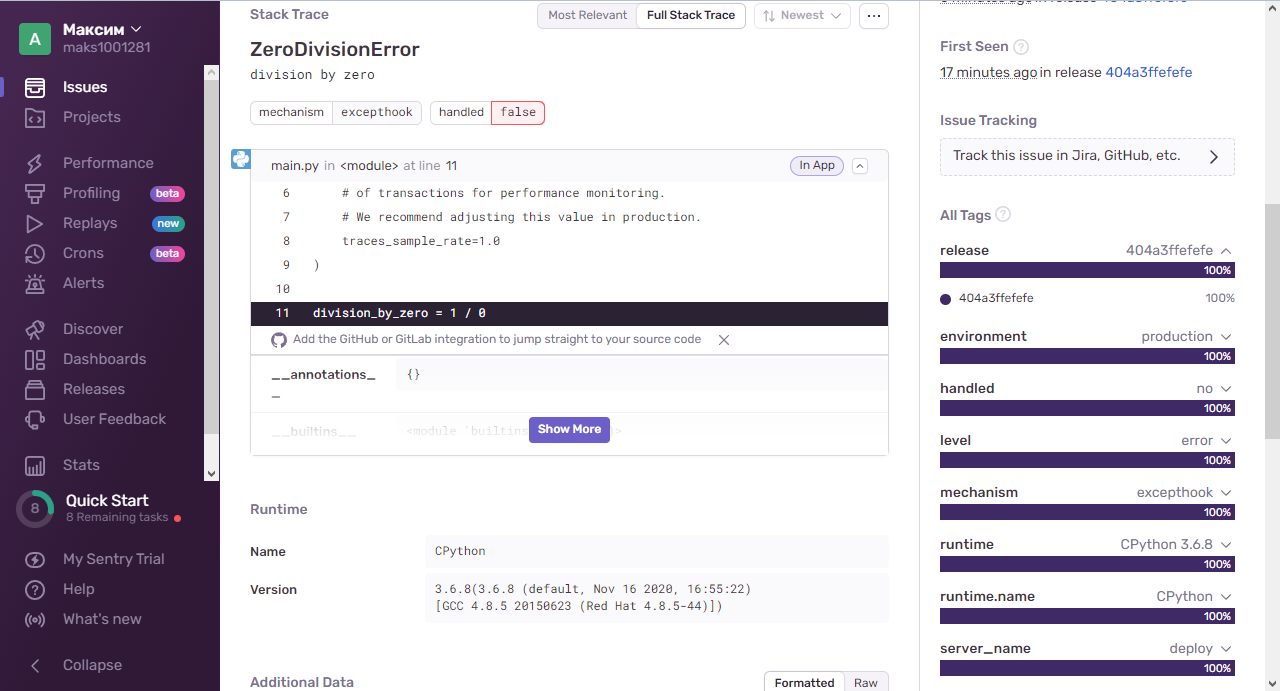 A
Максим
maks1001281
Issues
Projects
Performance
Profiling beta
Replays new
Crons beta
Alerts
Discover
Dashboards
Releases
User Feedback
Stats
8
Quick Start
8 Remaining tasks
My Sentry Trial
Help
What's new
Collapse
Stack Trace
Most Relevant
Full Stack Trace
Newest
ZeroDivisionError
division by zero
mechanism excepthook
handled false
main.py in <module> at line 11
In App
6 # of transactions for performance monitoring.
7 # We recommend adjusting this value in production.
8 traces_sample_rate=1.0
9 )
10
11 division_by_zero = 1 / 0
Add the GitHub or GitLab integration to jump straight to your source code
__annotations_
_
{}
__builtins__ <module 'builtins
Show More
Runtime
Name CPython
Version 3.6.8(3.6.8 (default, Nov 16 2020, 16:55:22)
[GCC 4.8.5 20150623 (Red Hat 4.8.5-44)])
Additional Data
Formatted
Raw
First Seen ?
17 minutes ago in release 404a3ffefefe
Issue Tracking
Track this issue in Jira, GitHub, etc.
All Tags ?
release 404a3ffefefe
100%
404a3ffefefe 100%
environment production
100%
handled no
100%
level error
100%
mechanism excepthook
100%
runtime CPython 3.6.8
100%
runtime.name CPython
100%
server_name deploy
100%